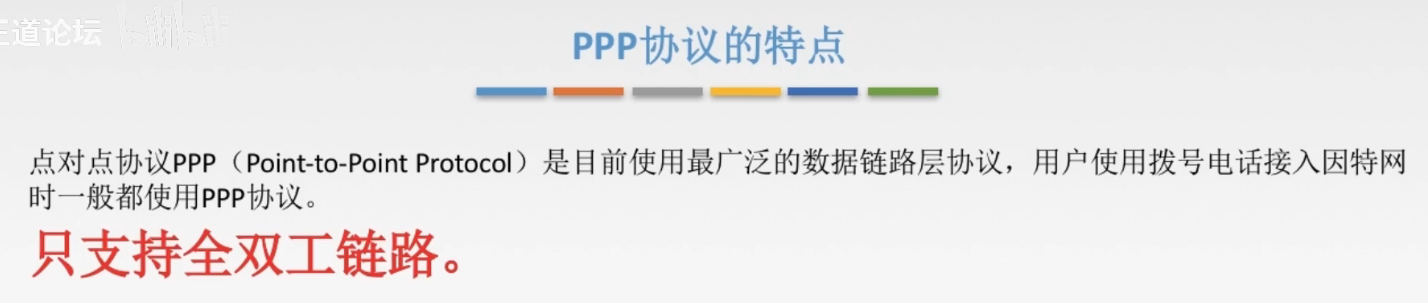 王道论坛
PPP协议的特点
点对点协议PPP（Point-to-Point Protocol）是目前使用最广泛的数据链路层协议，用户使用拨号电话接入因特网
时一般都使用PPP协议。
只支持全双工链路。